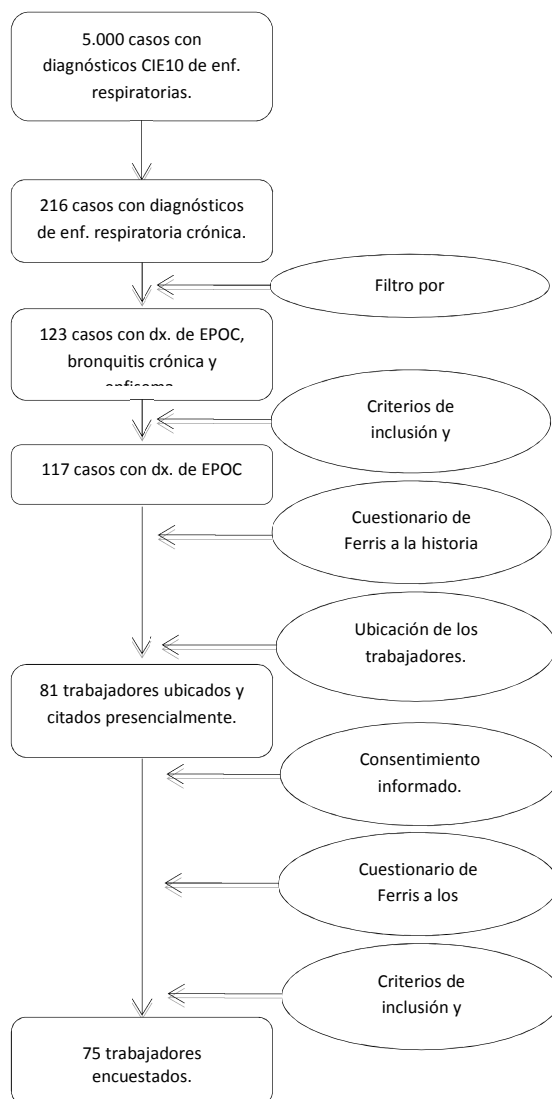 5.000 casos con
diagnósticos CIE10 de enf.
respiratorias.
216 casos con diagnósticos
de enf. respiratoria crónica.
Filtro por
123 casos con dx. de EPOC,
bronquitis crónica y
enfisema
Criterios de
inclusión y
117 casos con dx. de EPOC
Cuestionario de
Ferris a la historia
Ubicación de los
trabajadores.
81 trabajadores ubicados y
citados presencialmente.
Consentimiento
informado.
Cuestionario de
Ferris a los
Criterios de
inclusión y
75 trabajadores
encuestados.